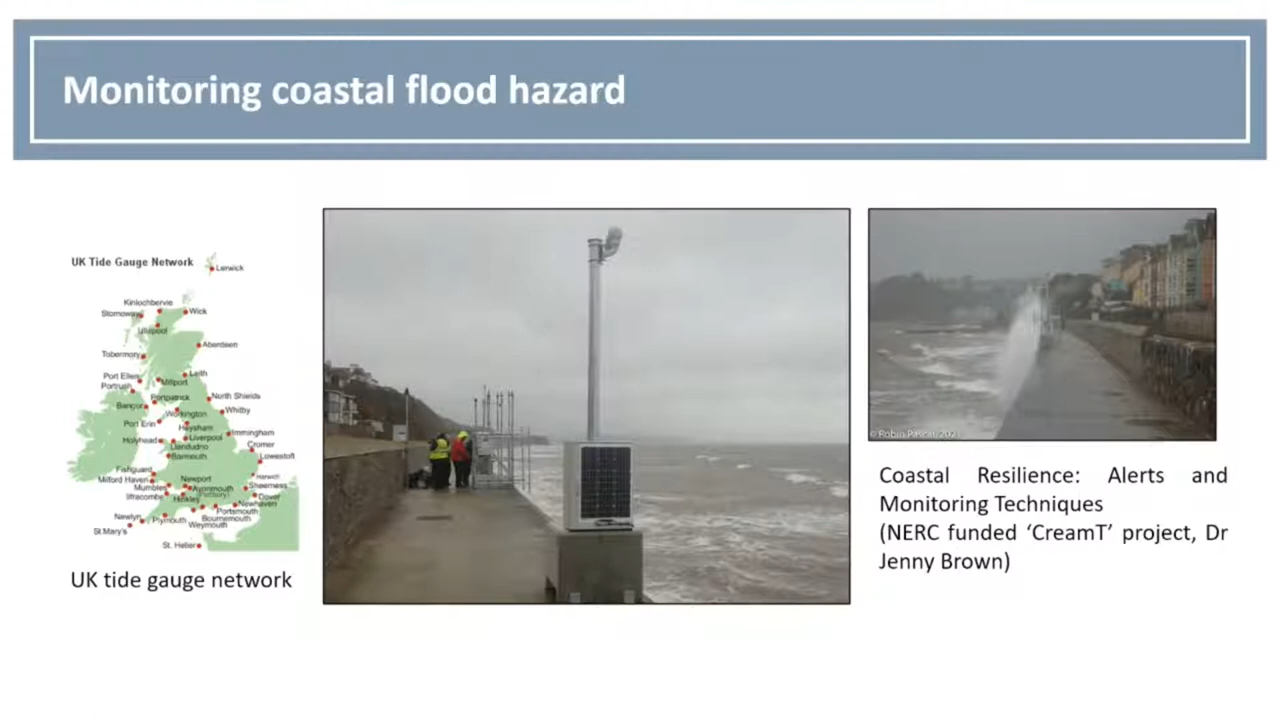 Monitoring coastal flood hazard
UK Tide Gauge Network
Lerwick
Kinlochbervie
Stornoway
Wick
Ullapool
Aberdeen
Tobermory
Leith
Port Ellen
Millport
Portrush
Portpatrick
North Shields
Bangor
Workington
Whitby
Port Erin
Heysham
Immingham
Holyhead
Liverpool
Cromer
Llandudno
Barmouth
Lowestoft
Fishguard
Newport
Harwich
Milford Haven
Mumbles
Avonmouth
Sheerness
Ilfracombe
Hinkley
(Portbury)
Dover
Newhaven
Newlyn
Plymouth
Portsmouth
Bournemouth
St Mary's
Weymouth
St. Helier
UK tide gauge network
© Robin Pascal 2021
Coastal Resilience: Alerts and
Monitoring Techniques
(NERC funded ‘CreamT’ project, Dr
Jenny Brown)